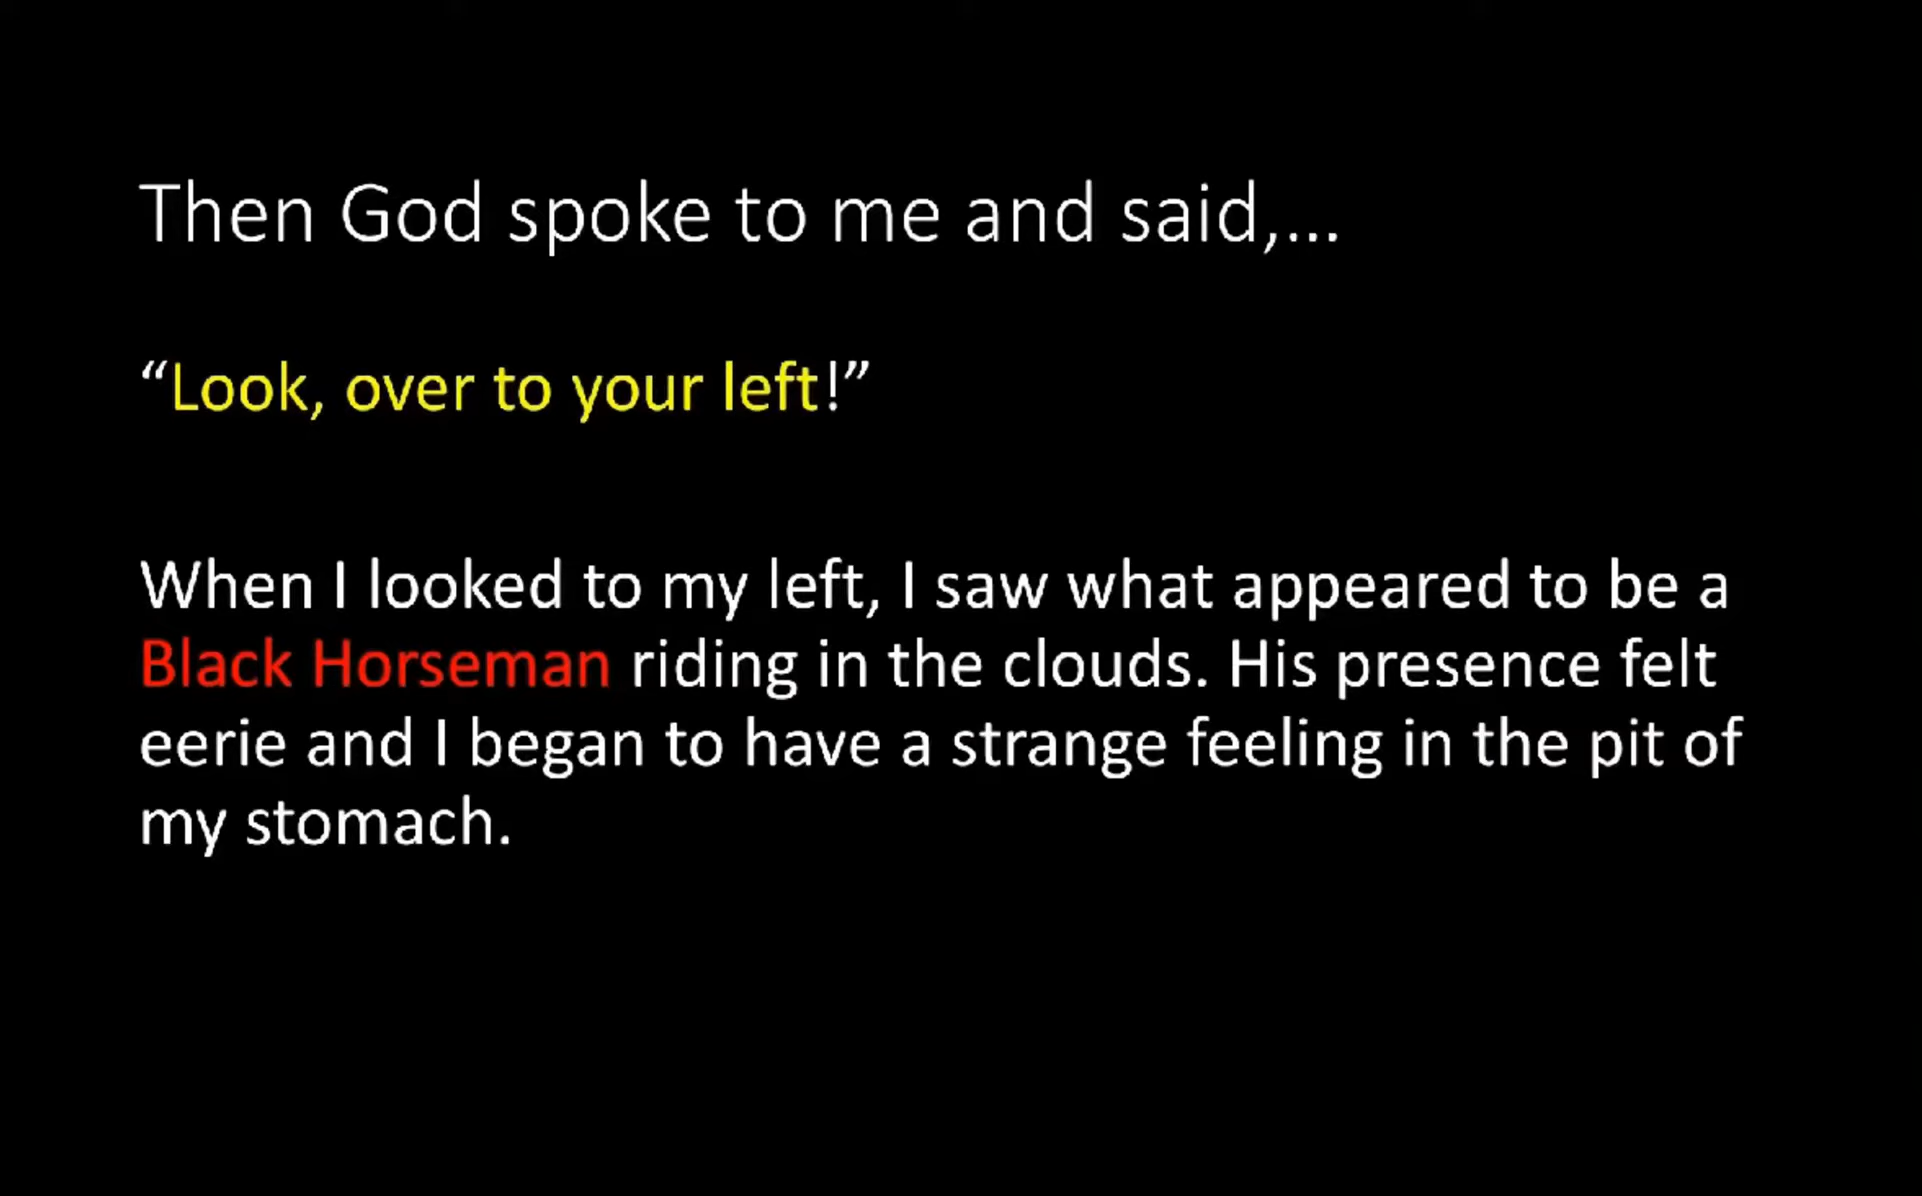 Then God spoke to me and said,...
“Look, over to your left!”
When I looked to my left, I saw what appeared to be a
Black Horseman riding in the clouds. His presence felt
eerie and I began to have a strange feeling in the pit of
my stomach.